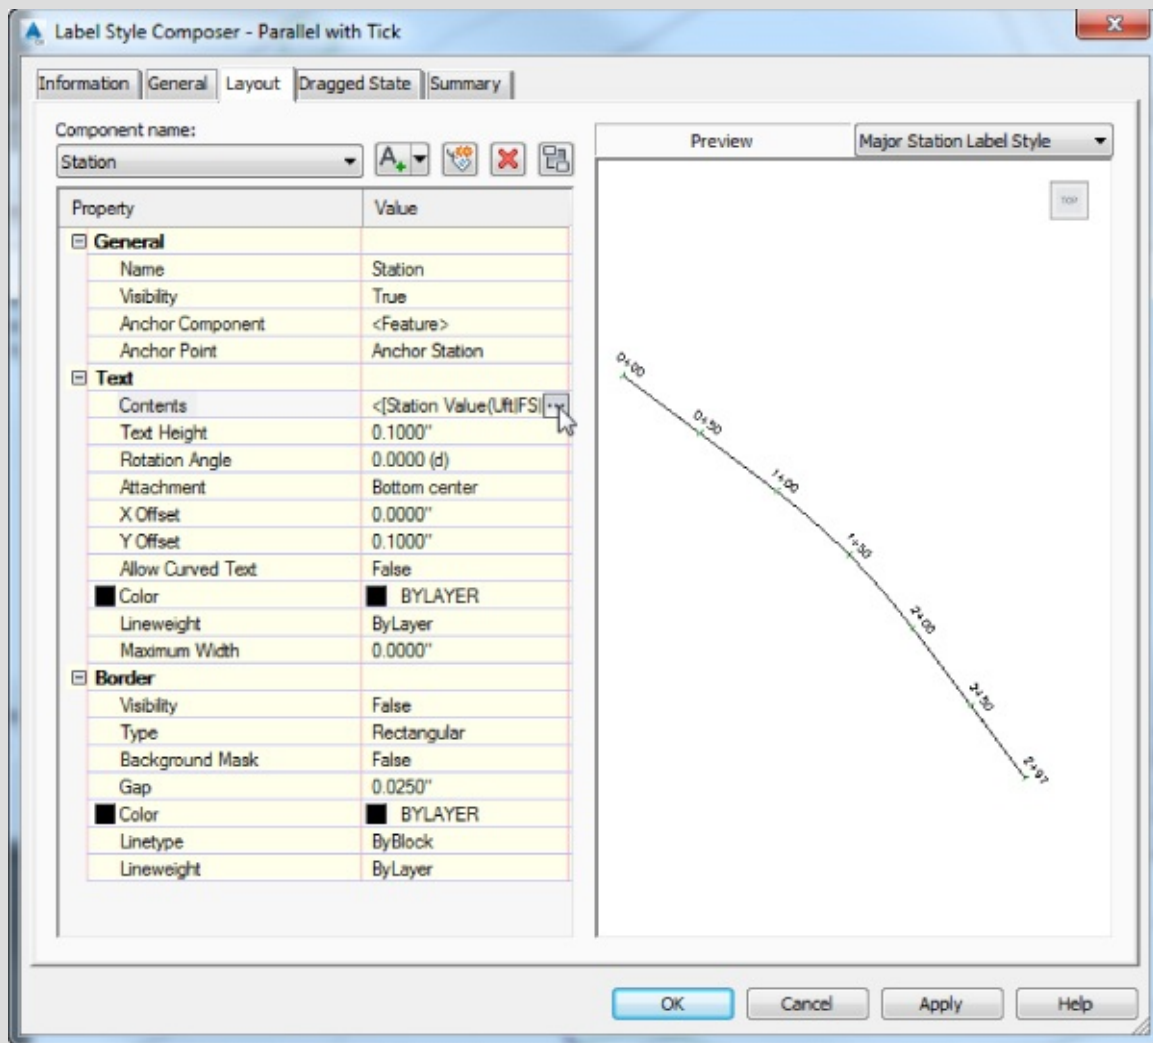 Label Style Composer - Parallel with Tick
Information General Layout Dragged State Summary
Component name:
Station
Preview Major Station Label Style
TOP
Property Value
General
Name Station
Visibility True
Anchor Component <Feature>
Anchor Point Anchor Station
Text
Contents <[Station Value(Uft|FS| ...
Text Height 0.1000"
Rotation Angle 0.0000 (d)
Attachment Bottom center
X Offset 0.0000"
Y Offset 0.1000"
Allow Curved Text False
Color BYLAYER
Lineweight ByLayer
Maximum Width 0.0000"
Border
Visibility False
Type Rectangular
Background Mask False
Gap 0.0250"
Color BYLAYER
Linetype ByBlock
Lineweight ByLayer
0+00
0+50
1+00
1+50
2+00
2+50
2+97
OK Cancel Apply Help